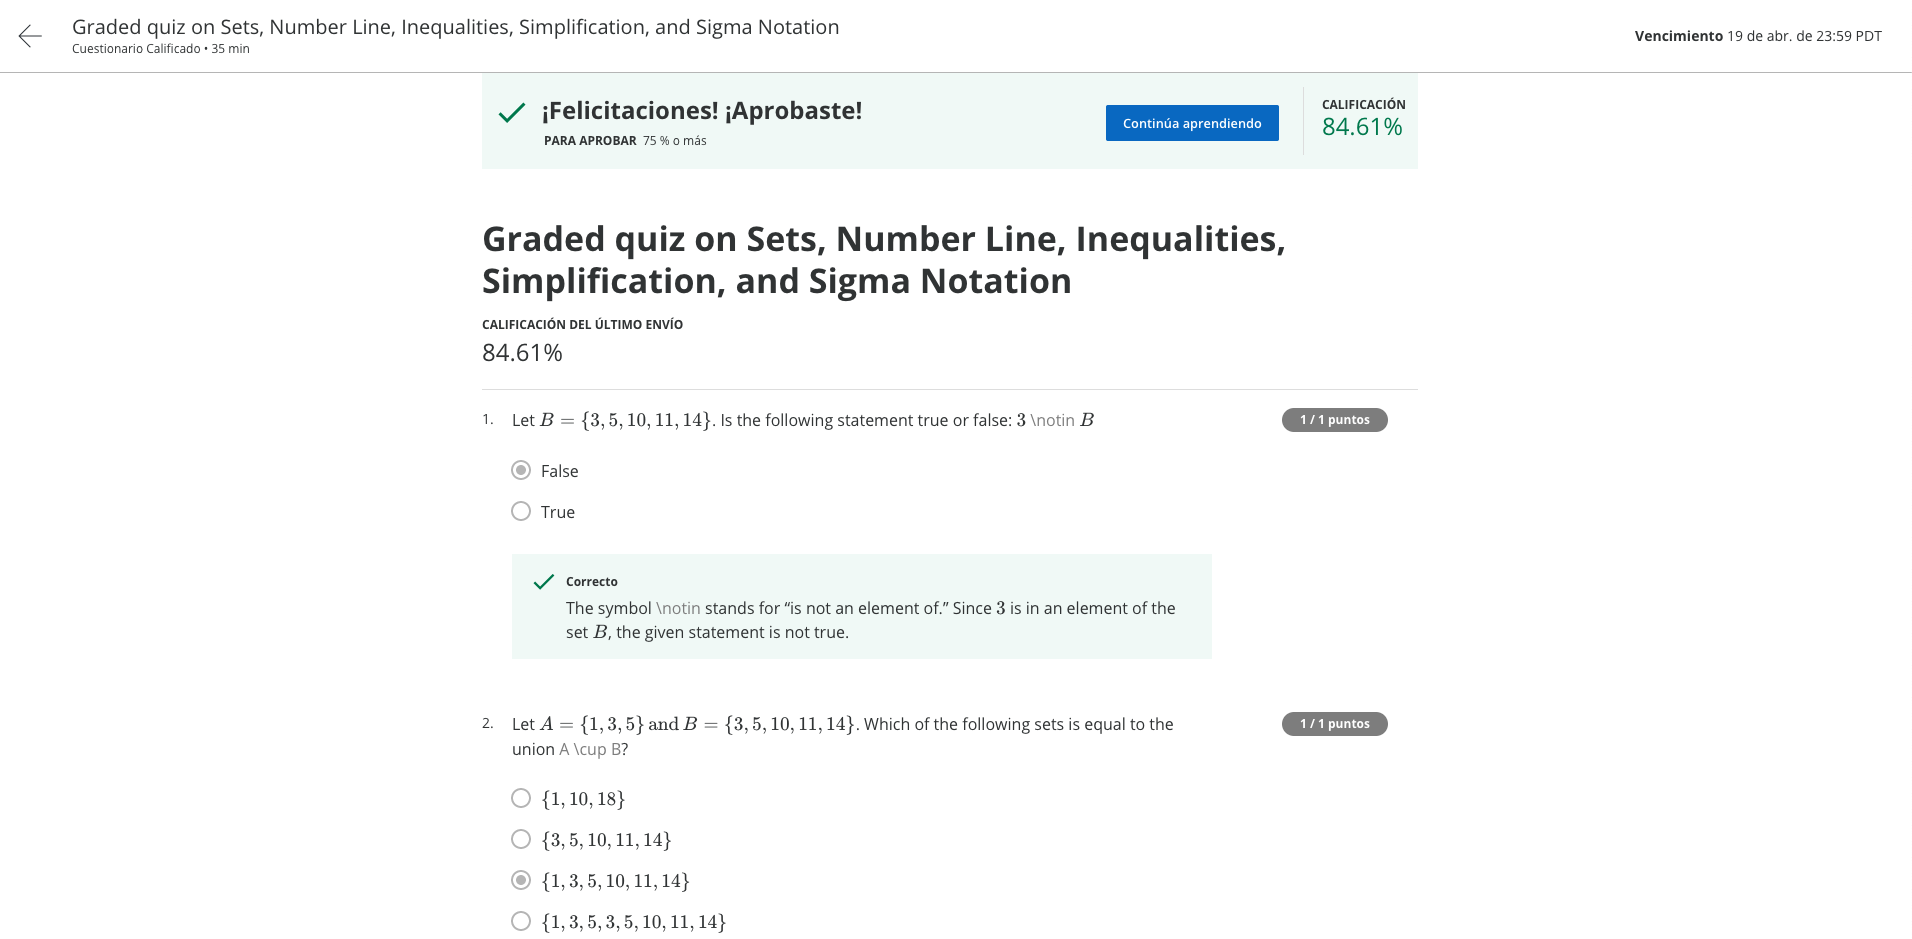 Graded quiz on Sets, Number Line, Inequalities, Simplification, and Sigma Notation
Cuestionario Calificado • 35 min
Vencimiento 19 de abr. de 23:59 PDT
¡Felicitaciones! ¡Aprobaste!
PARA APROBAR 75 % o más
Continúa aprendiendo
CALIFICACIÓN
84.61%
Graded quiz on Sets, Number Line, Inequalities,
Simplification, and Sigma Notation
CALIFICACIÓN DEL ÚLTIMO ENVÍO
84.61%
1. Let B = {3, 5, 10, 11, 14}. Is the following statement true or false: 3 \notin B
1 / 1 puntos
False
True
Correcto
The symbol \notin stands for “is not an element of.” Since 3 is in an element of the
set B, the given statement is not true.
2. Let A = {1, 3, 5} and B = {3, 5, 10, 11, 14}. Which of the following sets is equal to the
union A \cup B?
1 / 1 puntos
{1, 10, 18}
{3, 5, 10, 11, 14}
{1, 3, 5, 10, 11, 14}
{1, 3, 5, 3, 5, 10, 11, 14}